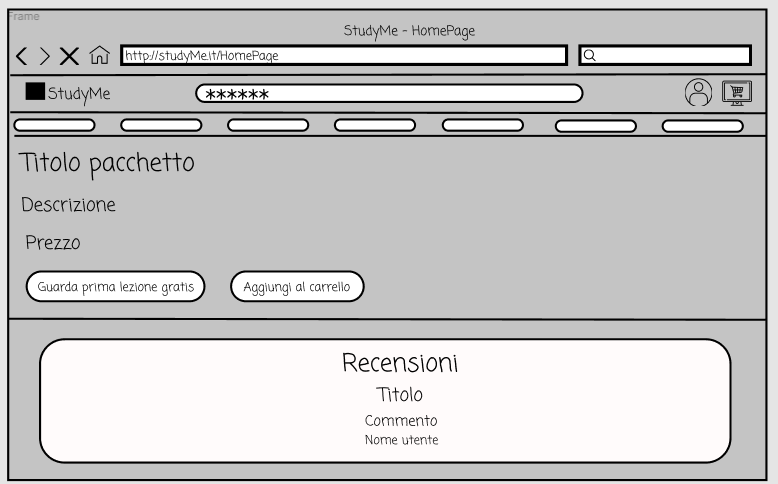 Frame
StudyMe - HomePage
http://studyMe.it/HomePage
StudyMe
******
Titolo pacchetto
Descrizione
Prezzo
Guarda prima lezione gratis
Aggiungi al carrello
Recensioni
Titolo
Commento
Nome utente